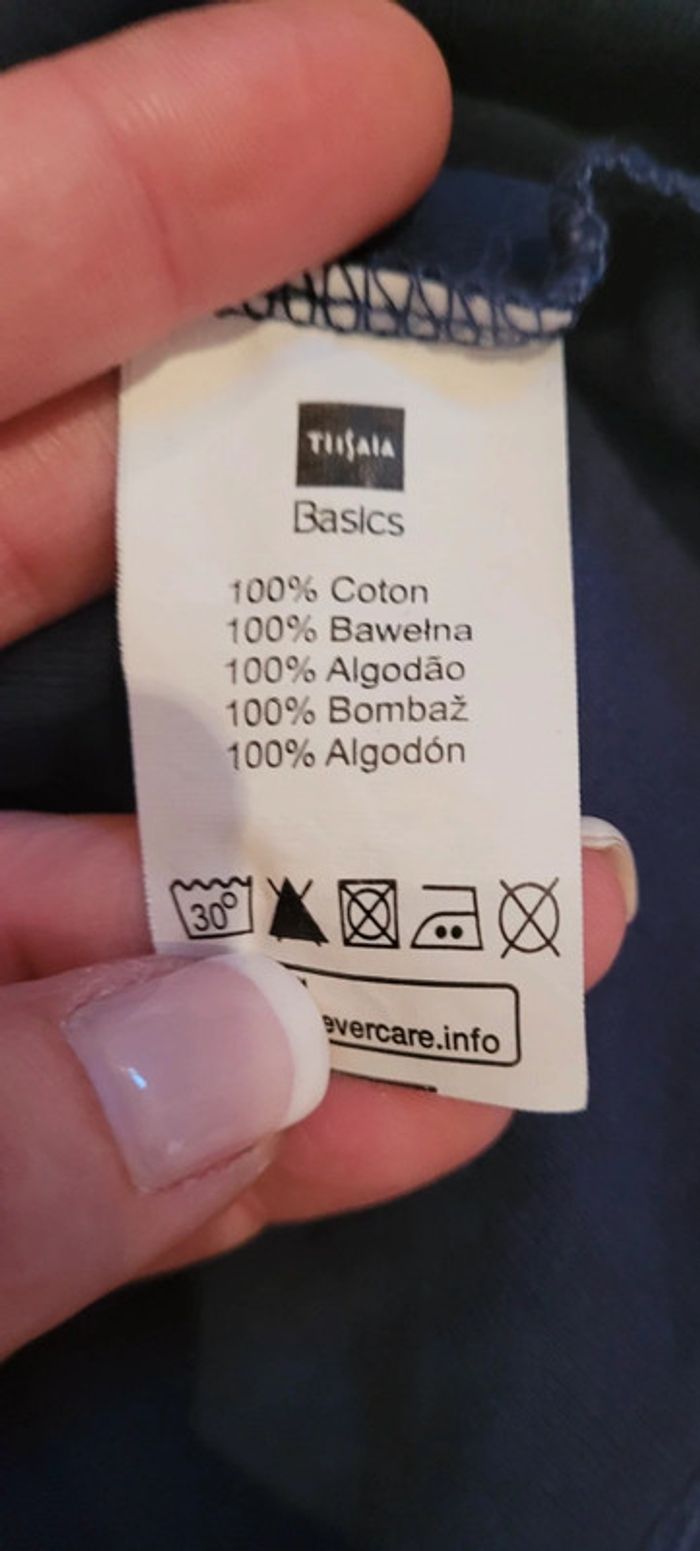 TISSAIA
Basics
100% Coton
100% Bawełna
100% Algodão
100% Bombaž
100% Algodón
30°
evercare.info